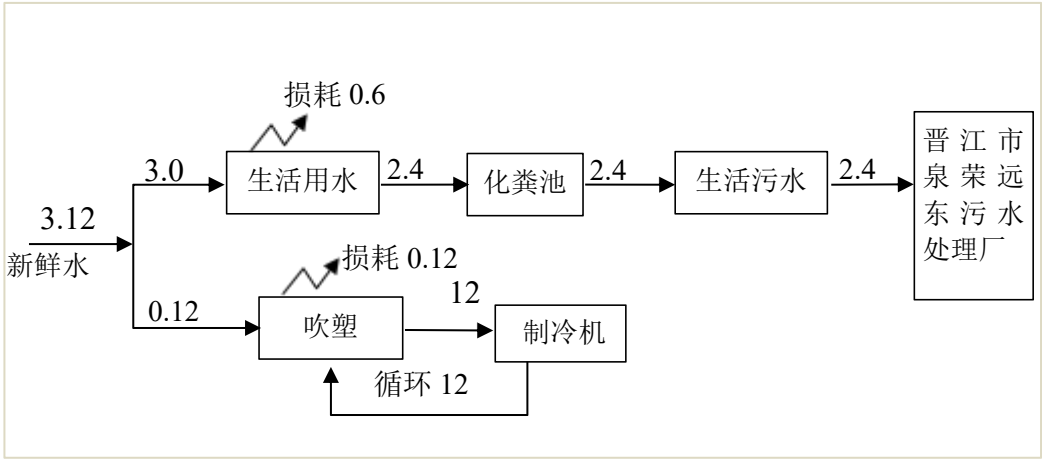 损耗 0.6
3.0
生活用水
2.4
化粪池
2.4
生活污水
2.4
晋江市
泉荣远
东污水
处理厂
3.12
新鲜水
损耗 0.12
0.12
吹塑
12
制冷机
循环 12